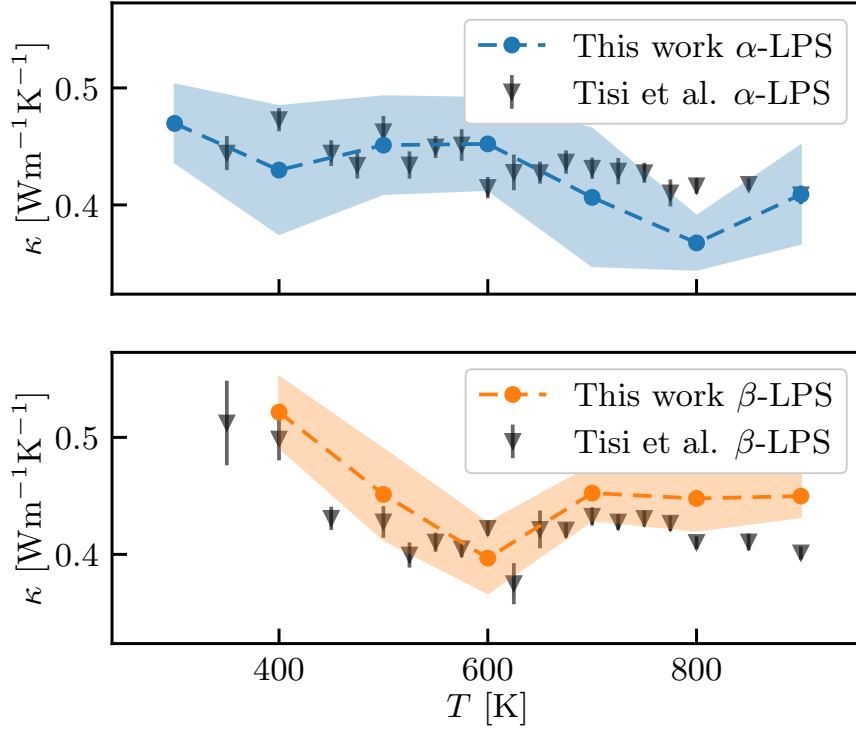 κ [Wm⁻¹K⁻¹]
0.5
0.4
This work α-LPS
Tisi et al. α-LPS
κ [Wm⁻¹K⁻¹]
0.5
0.4
This work β-LPS
Tisi et al. β-LPS
400 600 800
T [K]